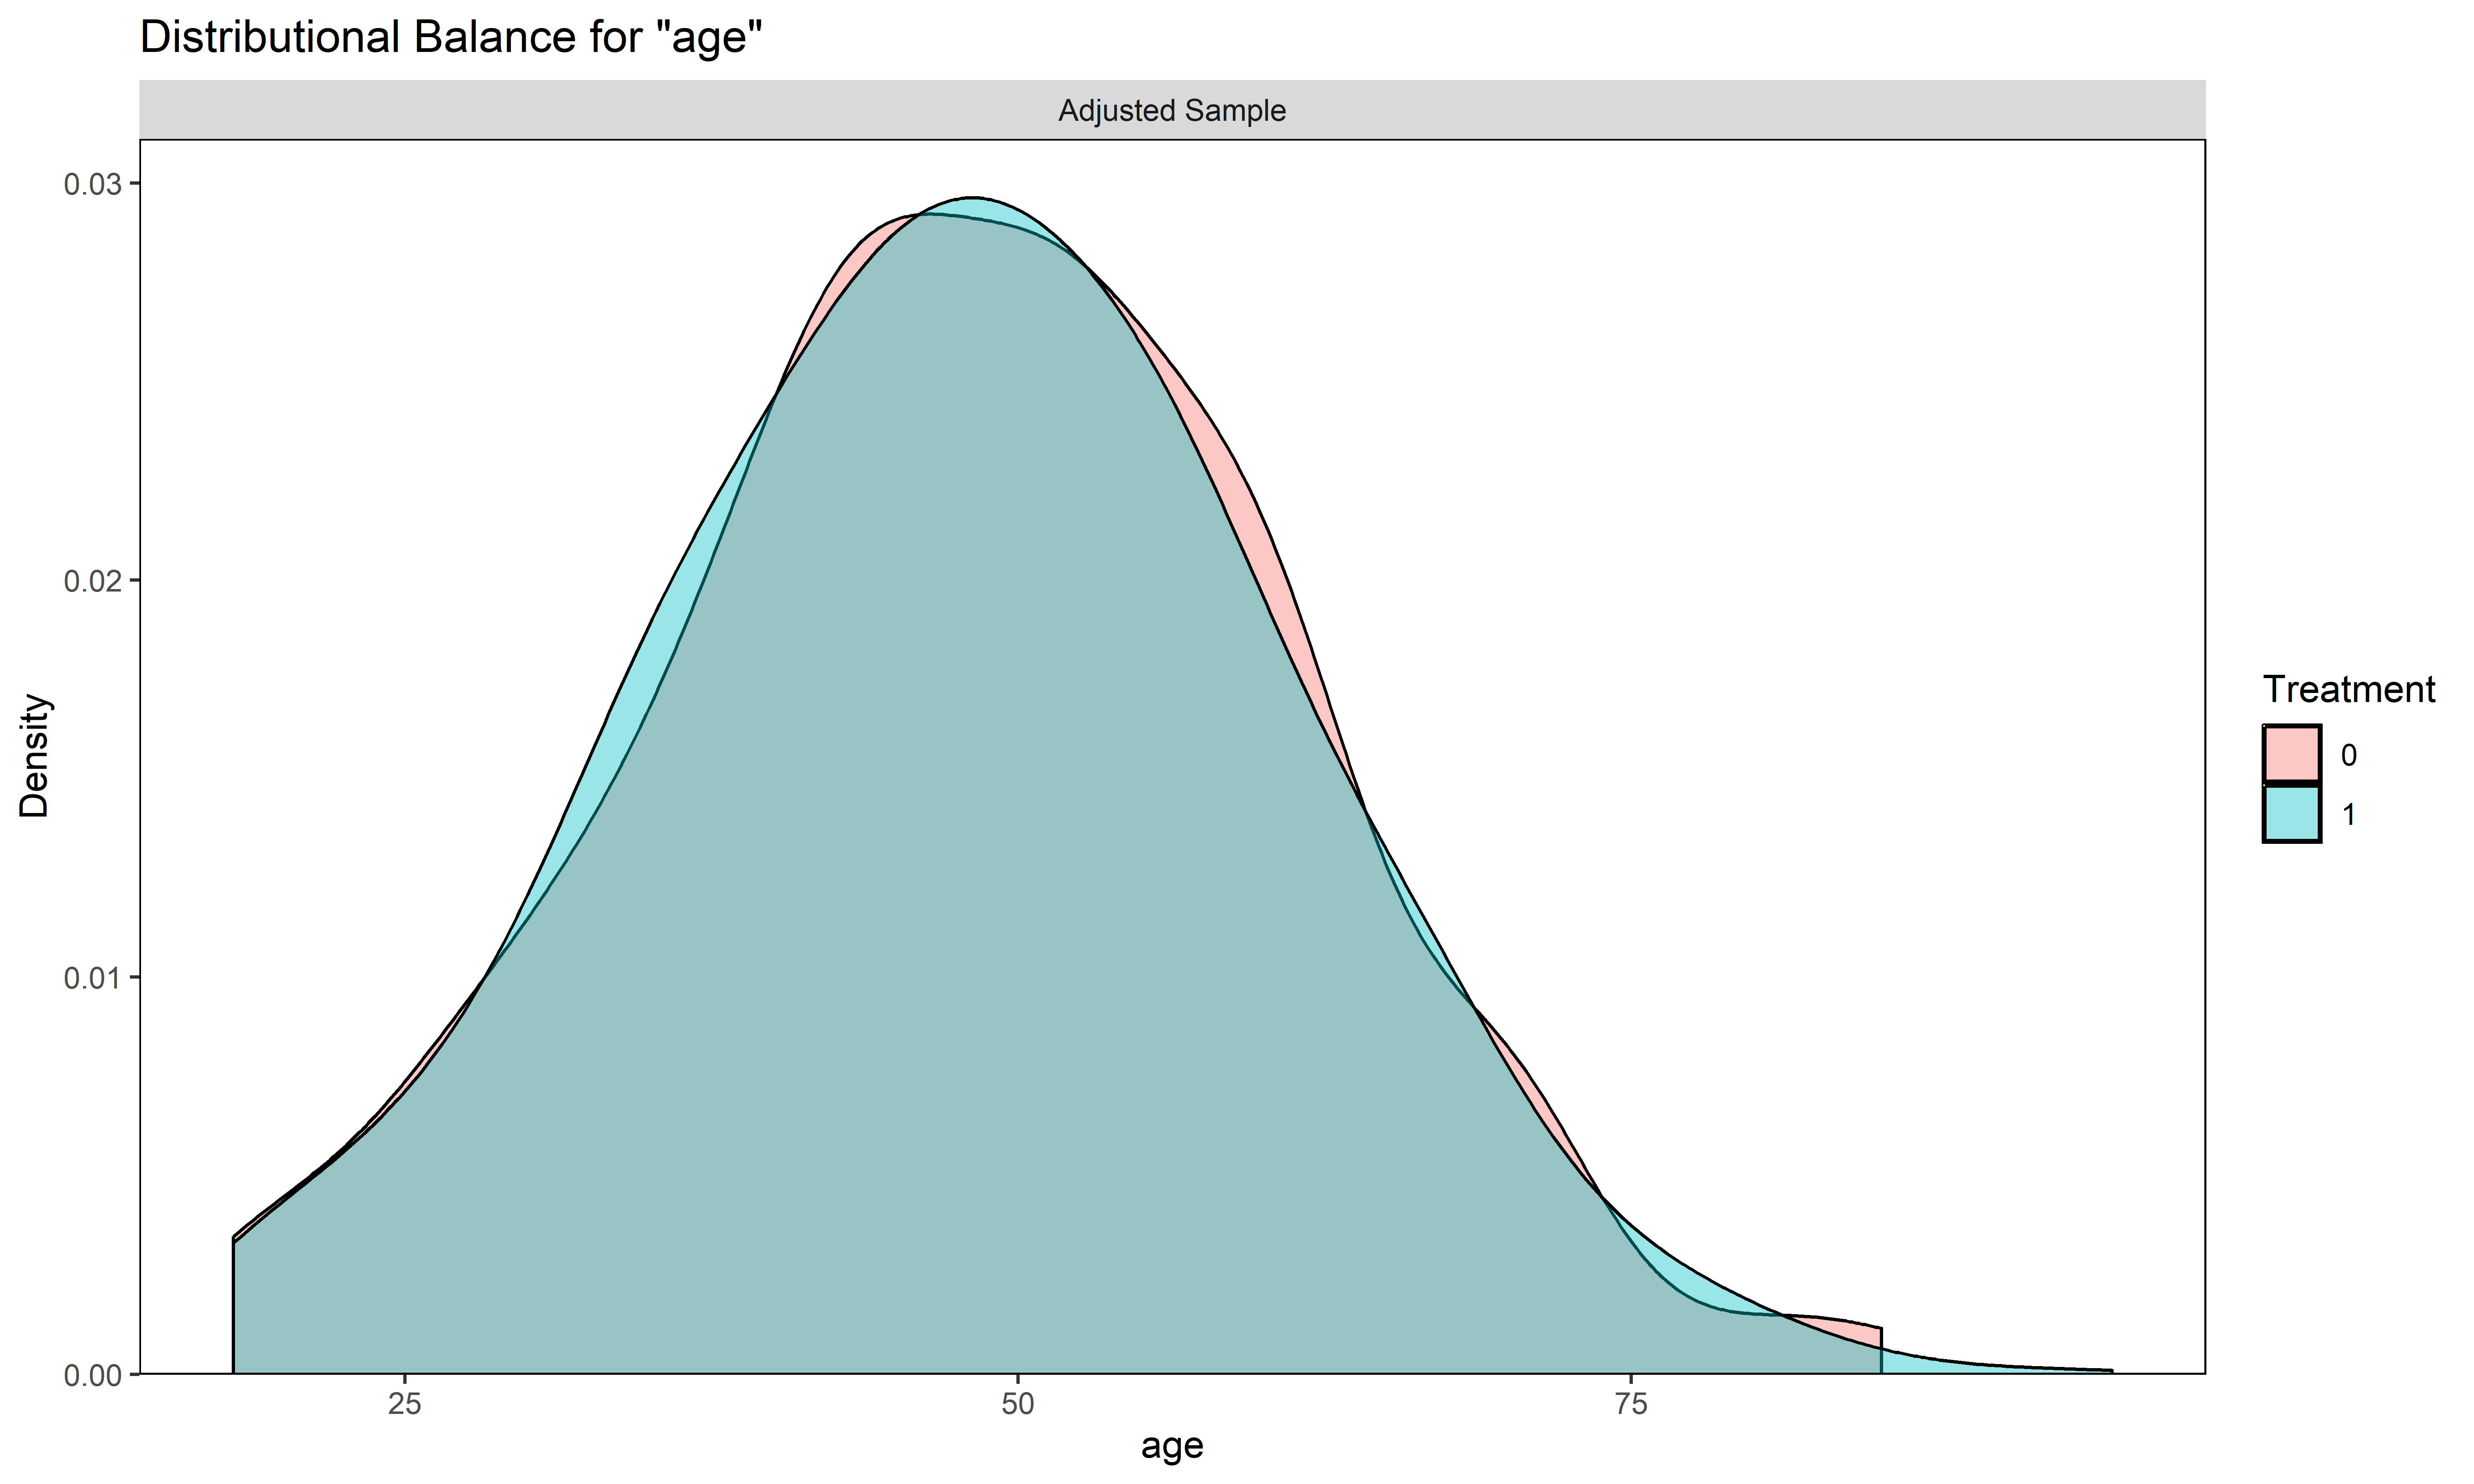 Distributional Balance for "age"
Adjusted Sample
0.03
0.02
0.01
0.00
Density
25
50
75
age
Treatment
0
1